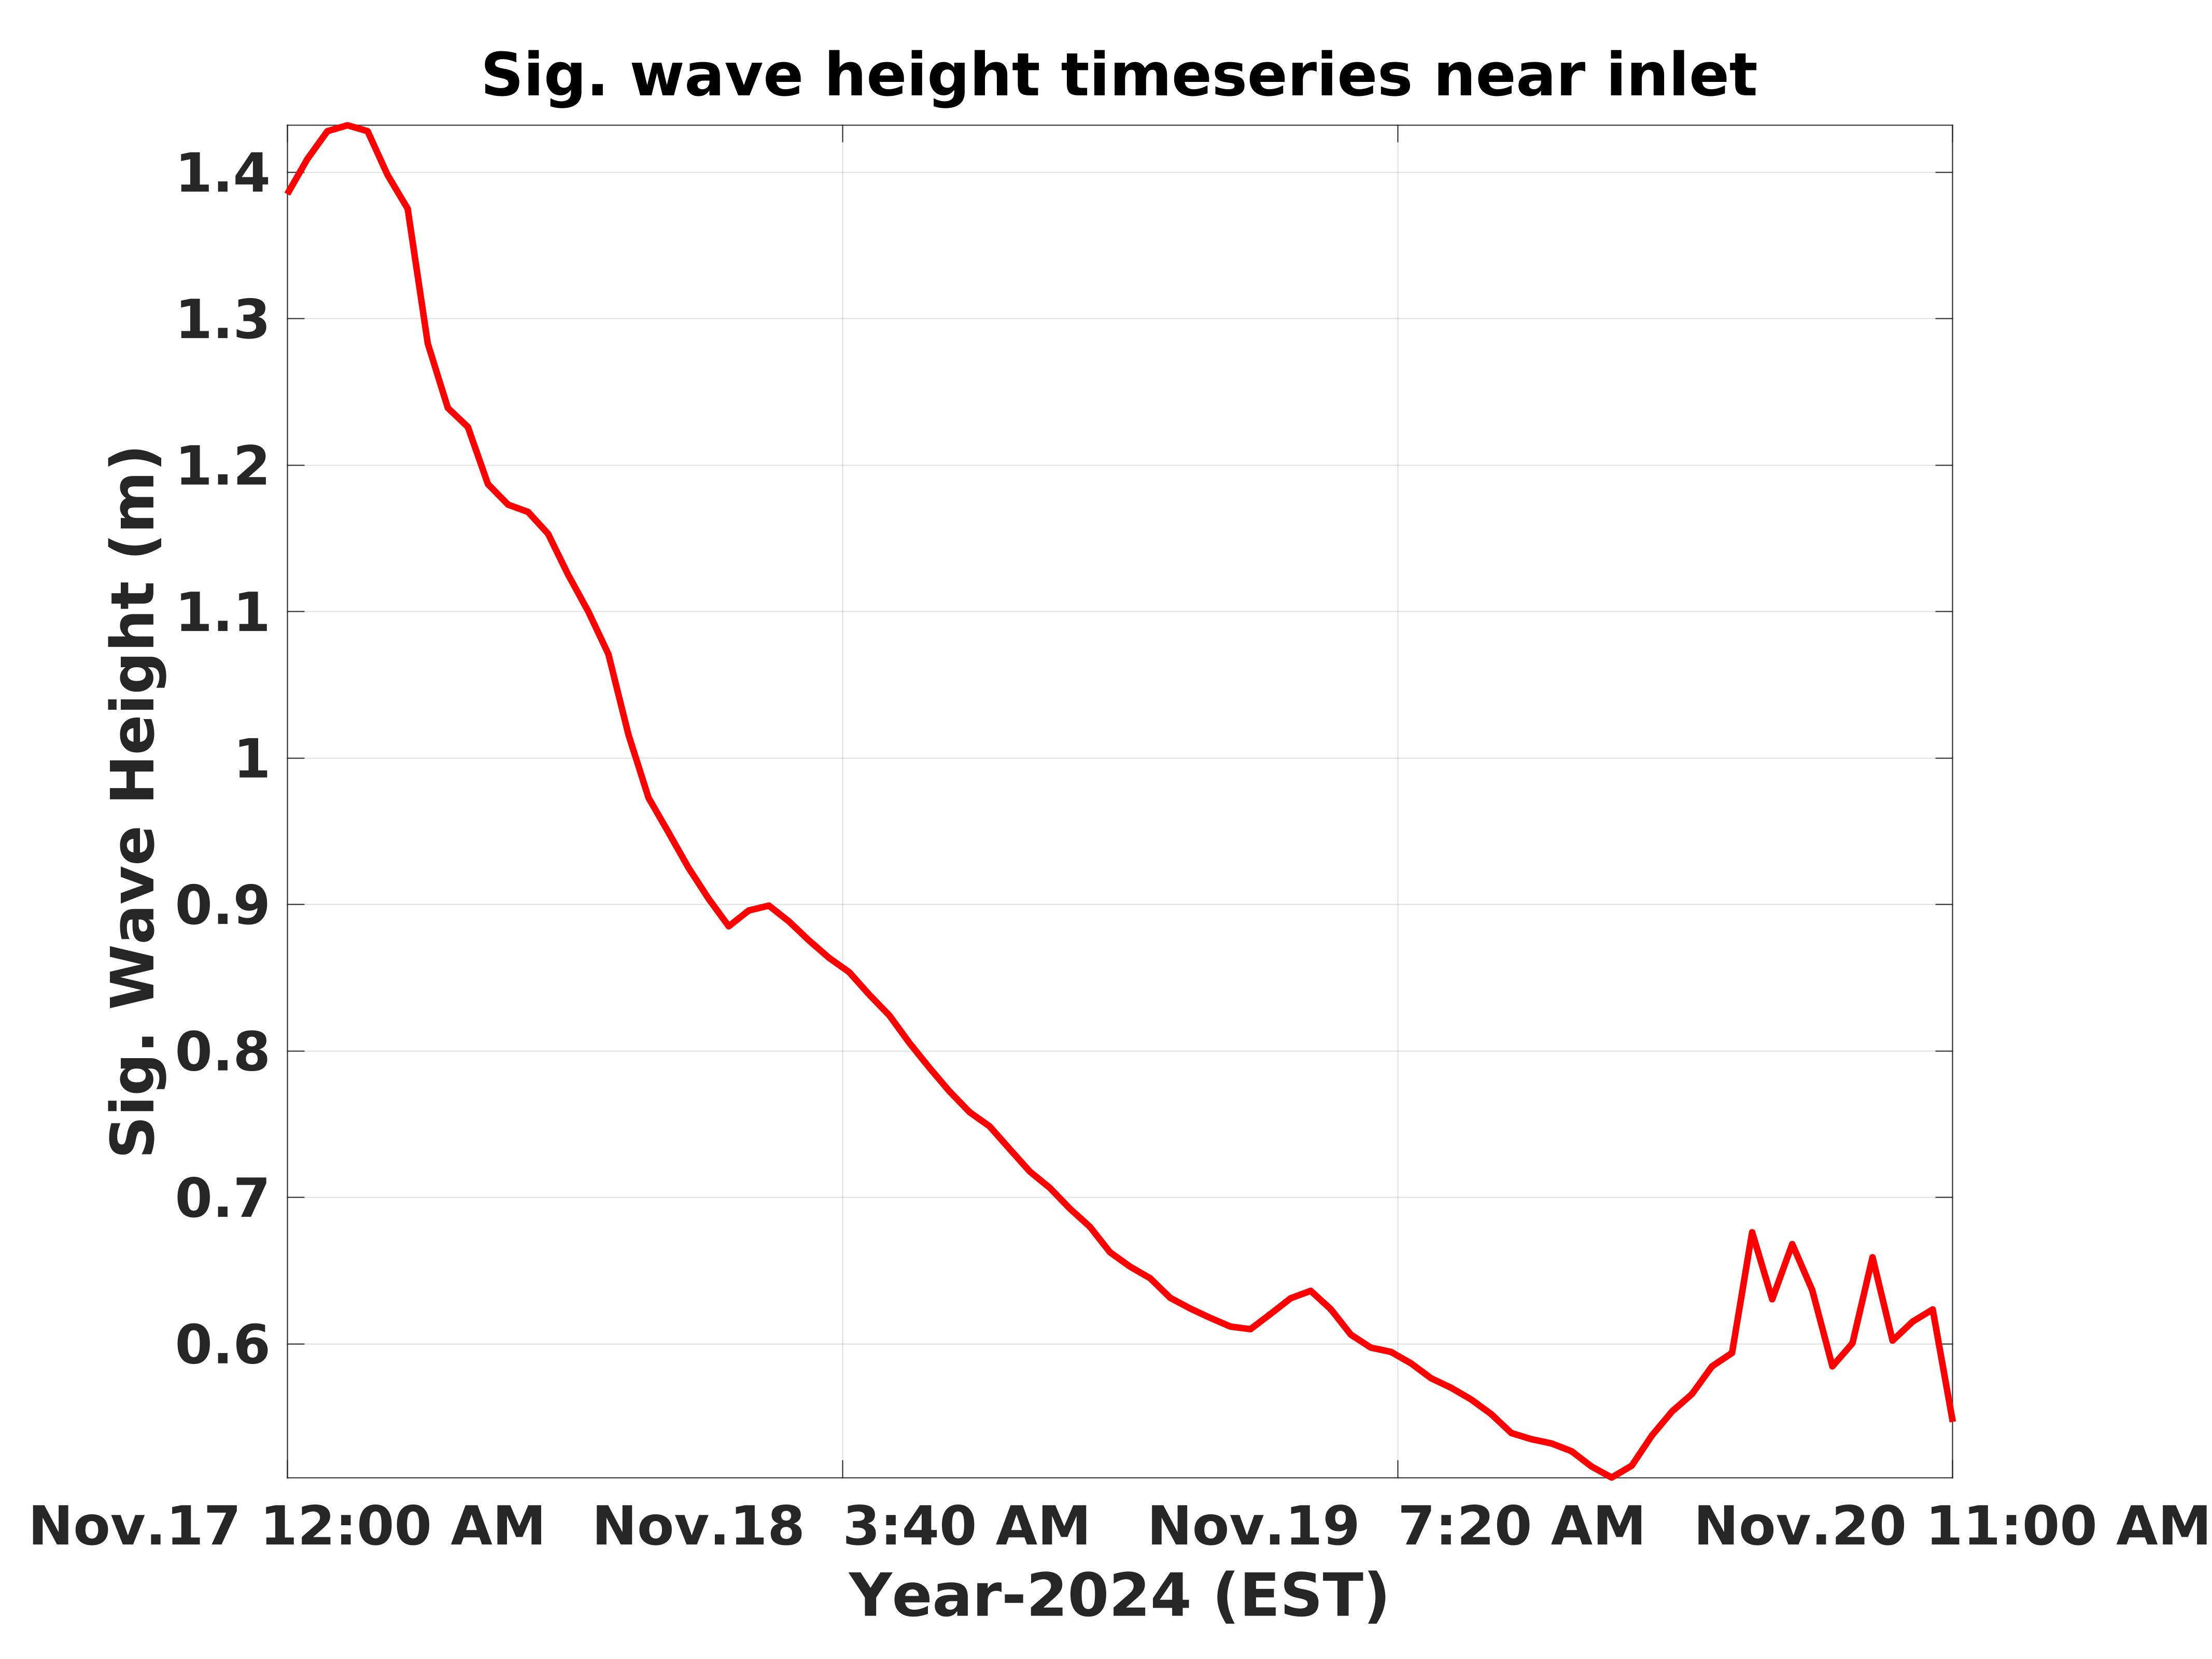 Sig. wave height timeseries near inlet
1.4
1.3
1.2
1.1
1
0.9
0.8
0.7
0.6
Sig. Wave Height (m)
Nov.17 12:00 AM Nov.18 3:40 AM Nov.19 7:20 AM Nov.20 11:00 AM
Year-2024 (EST)